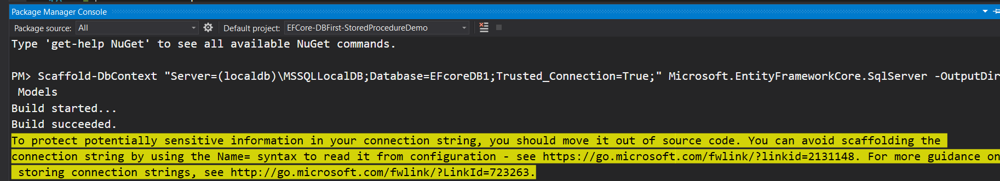 Package Manager Console
Package source: All Default project: EFCore-DBFirst-StoredProcedureDemo
Type 'get-help NuGet' to see all available NuGet commands.
PM> Scaffold-DbContext "Server=(localdb)\MSSQLLocalDB;Database=EFcoreDB1;Trusted_Connection=True;" Microsoft.EntityFrameworkCore.SqlServer -OutputDir
Models
Build started...
Build succeeded.
To protect potentially sensitive information in your connection string, you should move it out of source code. You can avoid scaffolding the
connection string by using the Name= syntax to read it from configuration - see https://go.microsoft.com/fwlink/?linkid=2131148. For more guidance on
storing connection strings, see http://go.microsoft.com/fwlink/?LinkId=723263.